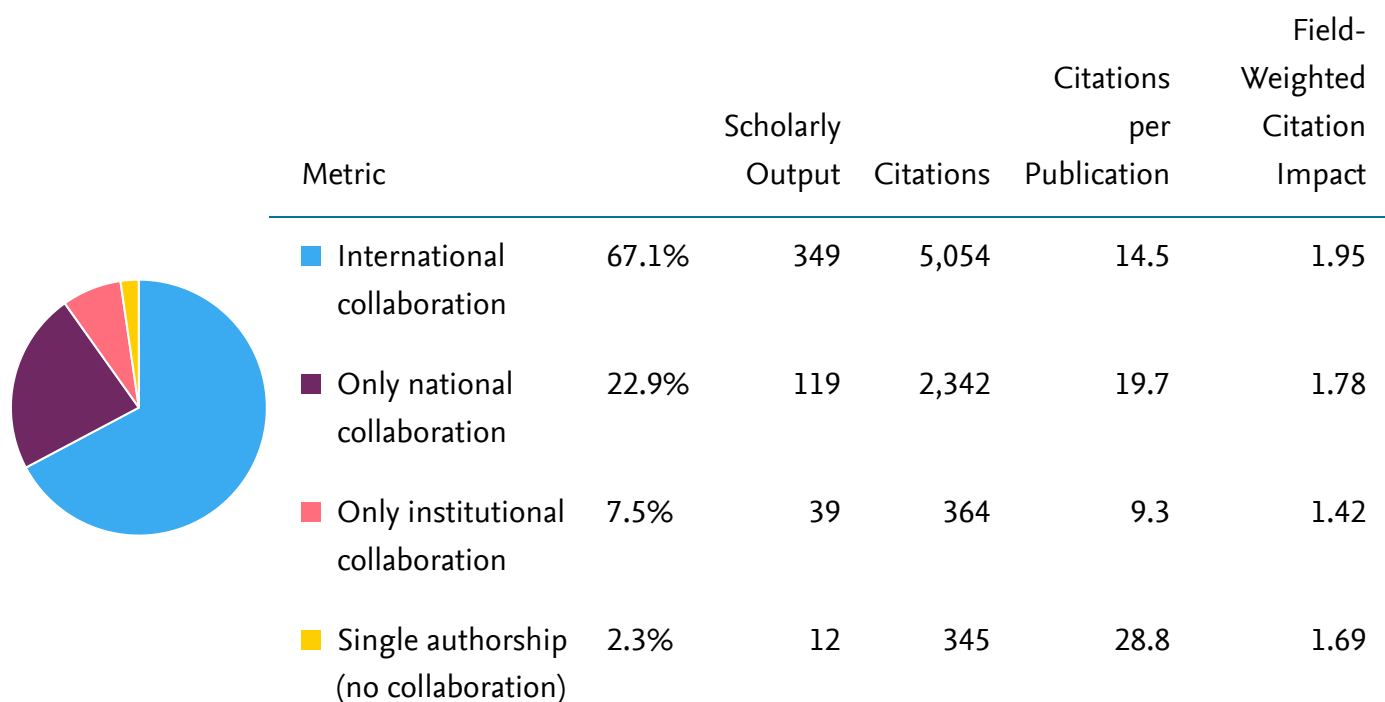 Field-
Citations Weighted
Scholarly per Citation
Metric Output Citations Publication Impact
International 67.1% 349 5,054 14.5 1.95
collaboration
Only national 22.9% 119 2,342 19.7 1.78
collaboration
Only institutional 7.5% 39 364 9.3 1.42
collaboration
Single authorship 2.3% 12 345 28.8 1.69
(no collaboration)